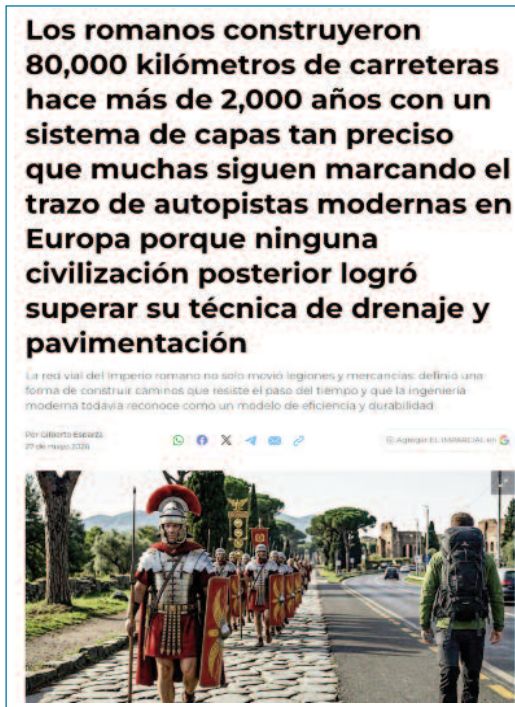 Los romanos construyeron
80,000 kilómetros de carreteras
hace más de 2,000 años con un
sistema de capas tan preciso
que muchas siguen marcando el
trazo de autopistas modernas en
Europa porque ninguna
civilización posterior logró
superar su técnica de drenaje y
pavimentación
La red vial del Imperio romano no solo movió legiones y mercancías: definió una
forma de construir caminos que resiste el paso del tiempo y que la ingeniería
moderna todavía reconoce como un modelo de eficiencia y durabilidad
Por Gilberto Esparza
27 de mayo 2026
Agregar EL IMPARCIAL en